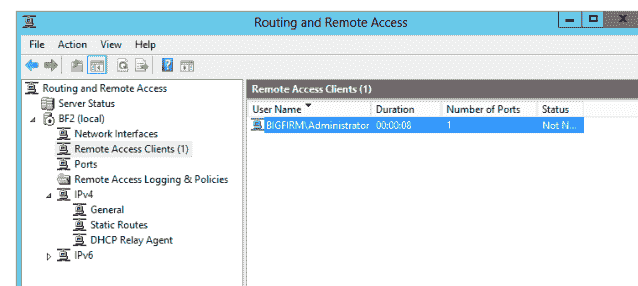 Routing and Remote Access
File Action View Help
Routing and Remote Access
Server Status
BF2 (local)
Network Interfaces
Remote Access Clients (1)
Ports
Remote Access Logging & Policies
IPv4
General
Static Routes
DHCP Relay Agent
IPv6
Remote Access Clients (1)
User Name Duration Number of Ports Status
BIGFIRM\Administrator 00:00:08 1 Not N...